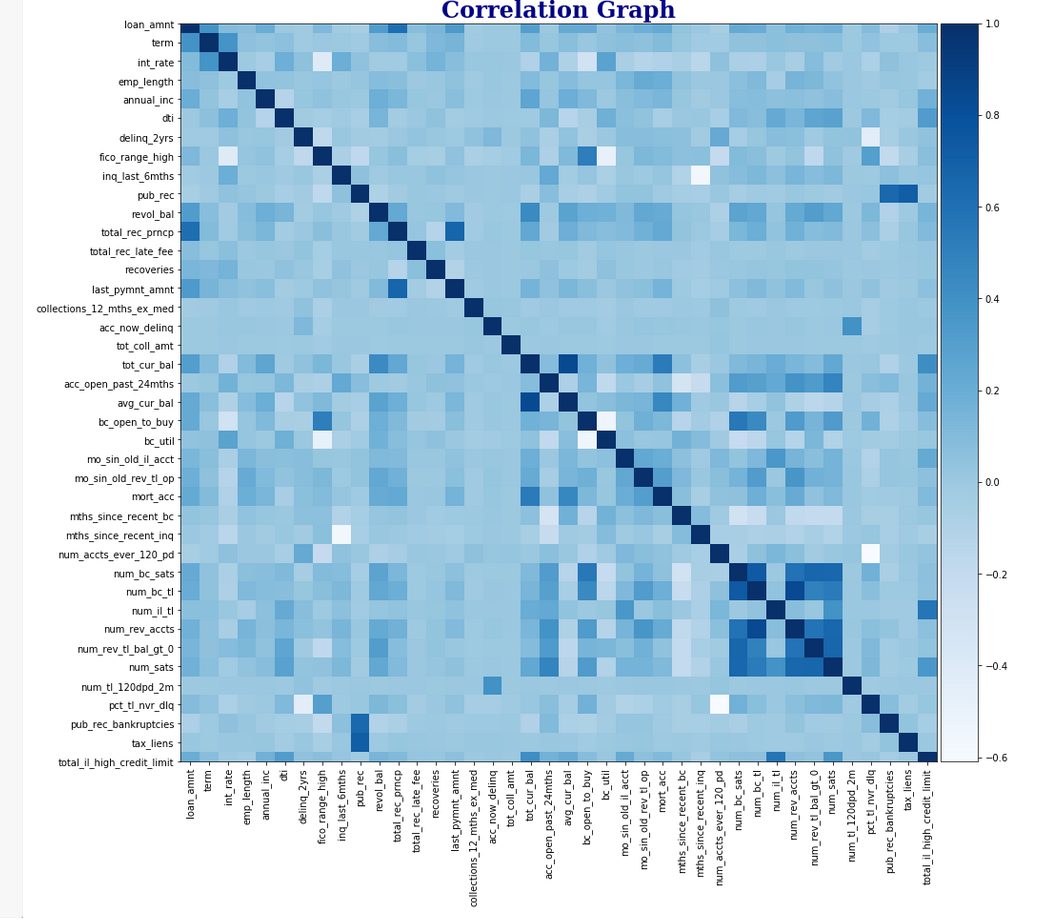 Correlation Graph
loan_amnt
term
int_rate
emp_length
annual_inc
dti
delinq_2yrs
fico_range_high
inq_last_6mths
pub_rec
revol_bal
total_rec_prncp
total_rec_late_fee
recoveries
last_pymnt_amnt
collections_12_mths_ex_med
acc_now_delinq
tot_coll_amt
tot_cur_bal
acc_open_past_24mths
avg_cur_bal
bc_open_to_buy
bc_util
mo_sin_old_il_acct
mo_sin_old_rev_tl_op
mort_acc
mths_since_recent_bc
mths_since_recent_inq
num_accts_ever_120_pd
num_bc_sats
num_bc_tl
num_il_tl
num_rev_accts
num_rev_tl_bal_gt_0
num_sats
num_tl_120dpd_2m
pct_tl_nvr_dlq
pub_rec_bankruptcies
tax_liens
total_il_high_credit_limit
loan_amnt
term
int_rate
emp_length
annual_inc
dti
delinq_2yrs
fico_range_high
inq_last_6mths
pub_rec
revol_bal
total_rec_prncp
total_rec_late_fee
recoveries
last_pymnt_amnt
collections_12_mths_ex_med
acc_now_delinq
tot_coll_amt
tot_cur_bal
acc_open_past_24mths
avg_cur_bal
bc_open_to_buy
bc_util
mo_sin_old_il_acct
mo_sin_old_rev_tl_op
mort_acc
mths_since_recent_bc
mths_since_recent_inq
num_accts_ever_120_pd
num_bc_sats
num_bc_tl
num_il_tl
num_rev_accts
num_rev_tl_bal_gt_0
num_sats
num_tl_120dpd_2m
pct_tl_nvr_dlq
pub_rec_bankruptcies
tax_liens
total_il_high_credit_limit
1.0
0.8
0.6
0.4
0.2
0.0
−0.2
−0.4
−0.6